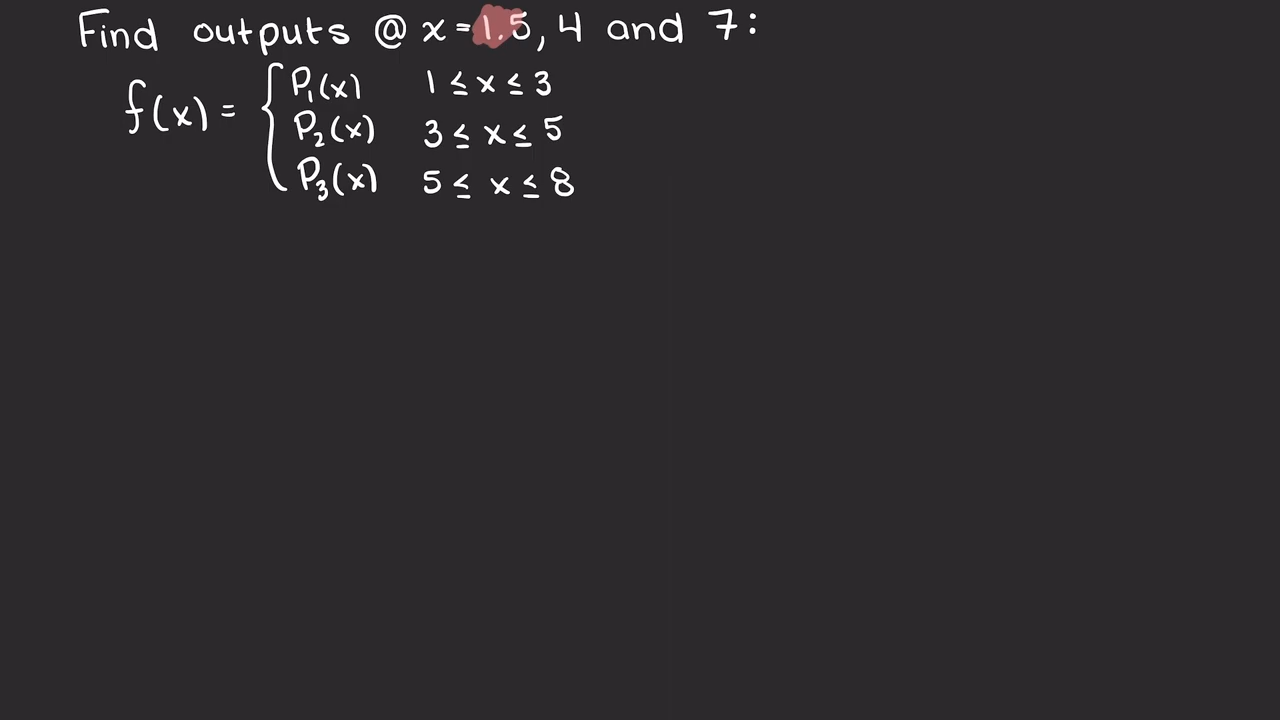 Find outputs @ x = 1.5, 4 and 7:
f(x) = { P₁(x) 1 ≤ x ≤ 3
P₂(x) 3 ≤ x ≤ 5
P₃(x) 5 ≤ x ≤ 8